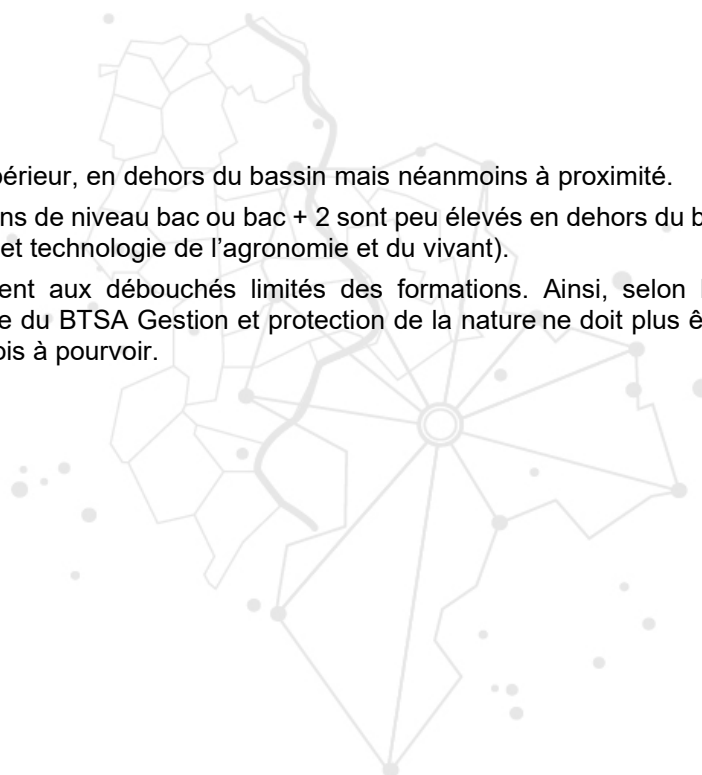 périeur, en dehors du bassin mais néanmoins à proximité.
ns de niveau bac ou bac + 2 sont peu élevés en dehors du b
et technologie de l'agronomie et du vivant).
ent aux débouchés limités des formations. Ainsi, selon
e du BTSA Gestion et protection de la nature ne doit plus ê
ois à pourvoir.